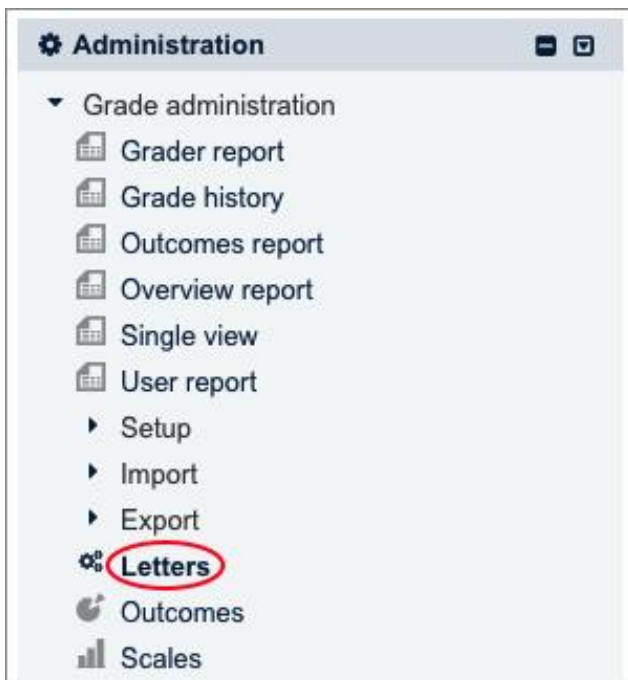 Administration
Grade administration
Grader report
Grade history
Outcomes report
Overview report
Single view
User report
Setup
Import
Export
Letters
Outcomes
Scales